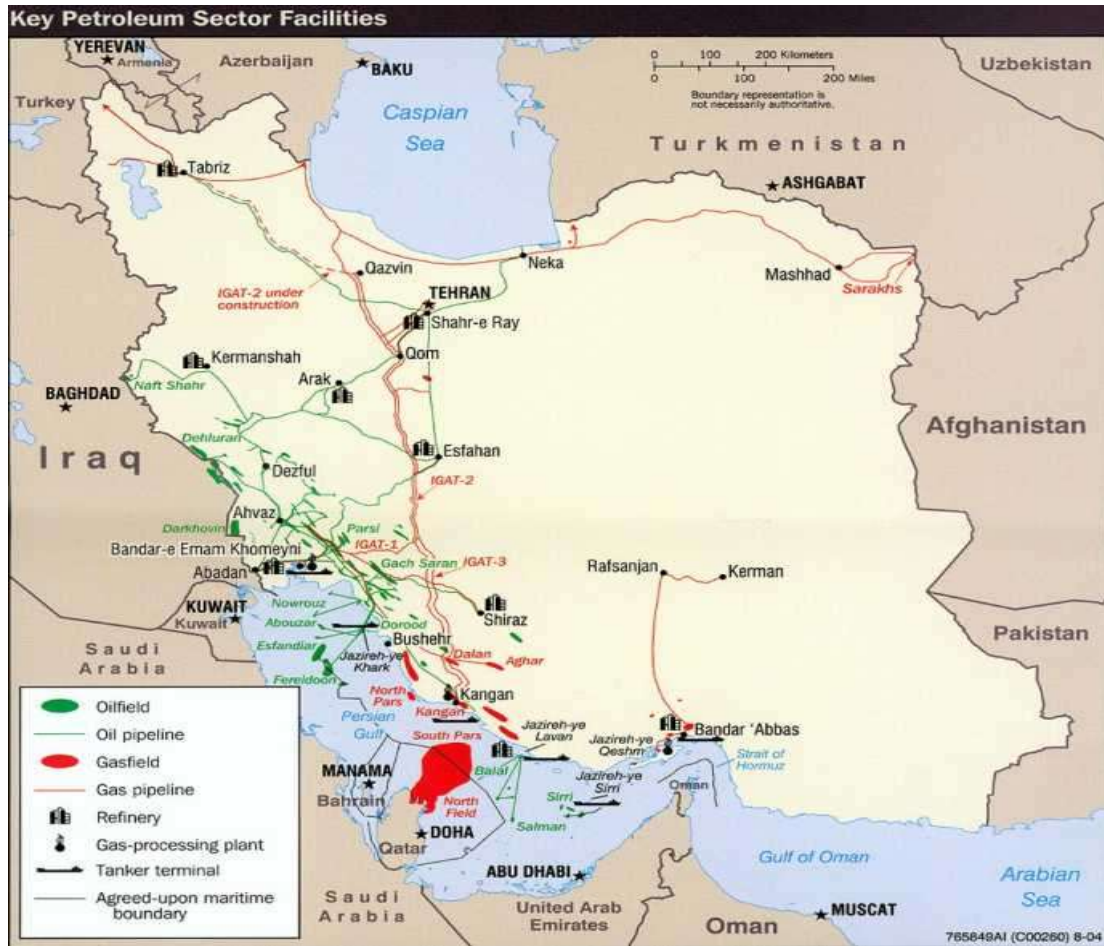 Key Petroleum Sector Facilities
YEREVAN
Armenia
Azerbaijan
BAKU
Uzbekistan
Turkey
Caspian
Sea
0 100 200 Kilometers
0 100 200 Miles
Boundary representation is
not necessarily authoritative.
Turkmenistan
ASHGABAT
Tabriz
Neka
Mashhad
Sarakhs
Qazvin
IGAT-2 under
construction
TEHRAN
Shahr-e Ray
Qom
Kermanshah
Arak
Naft Shahr
BAGHDAD
Iraq
Afghanistan
Dehluran
Dezful
Esfahan
IGAT-2
Ahvaz
Darkhovin
Parsi
IGAT-1
Bandar-e Emam Khomeyni
Abadan
Gach Saran
IGAT-3
Rafsanjan
Kerman
KUWAIT
Kuwait
Nowrouz
Abouzar
Dorood
Shiraz
Saudi
Arabia
Esfandiar
Bushehr
Jazireh-ye
Khark
Fereidoon
Dalan
Aghar
Pakistan
North
Pars
Kangan
Kangan
Persian
Gulf
South Pars
Jazireh-ye
Lavan
Jazireh-ye
Qeshm
Bandar 'Abbas
Strait of
Hormuz
Balal
Jazireh-ye
Sirri
Sirri
Oman
MANAMA
Bahrain
North
Field
Salman
DOHA
Qatar
ABU DHABI
Gulf of Oman
Arabian
Sea
Saudi
Arabia
United Arab
Emirates
Oman
MUSCAT
Oilfield
Oil pipeline
Gasfield
Gas pipeline
Refinery
Gas-processing plant
Tanker terminal
Agreed-upon maritime
boundary
765849AI (C00260) 8-04